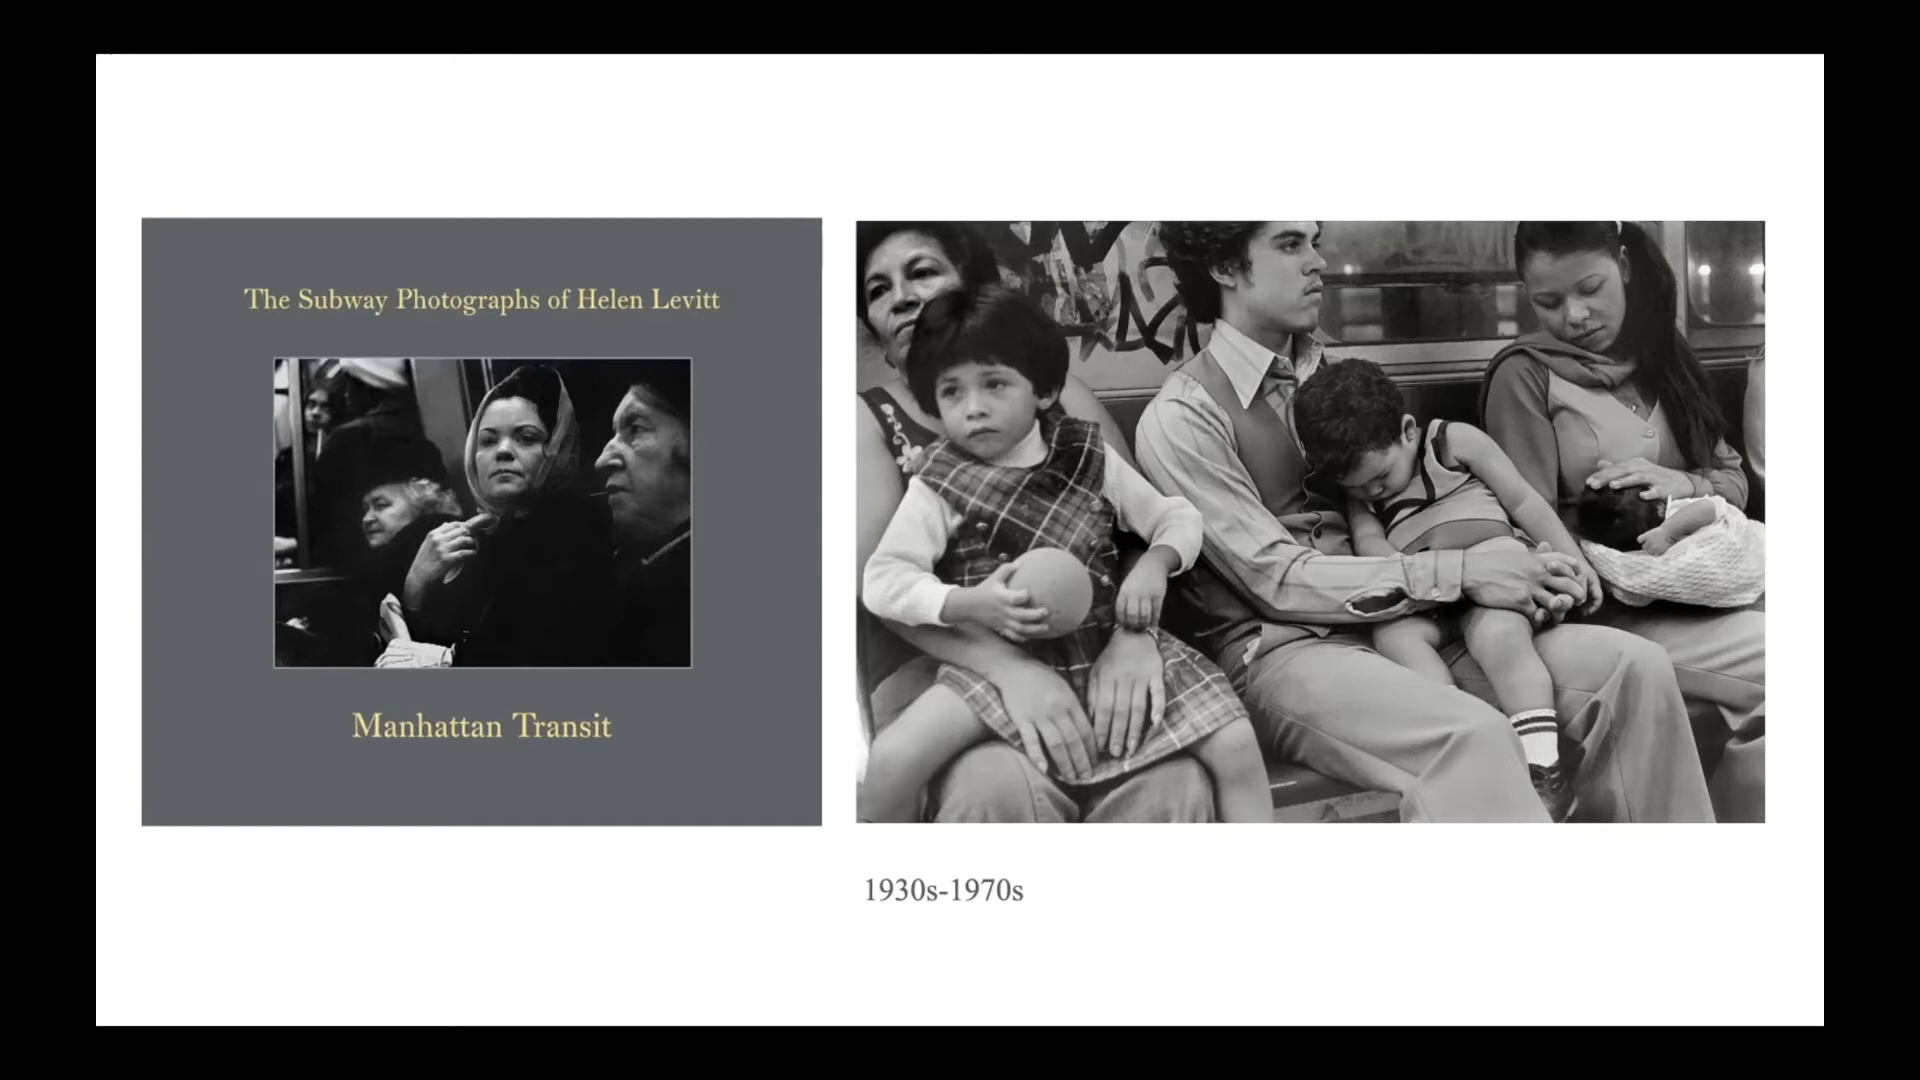 The Subway Photographs of Helen Levitt
Manhattan Transit
1930s-1970s